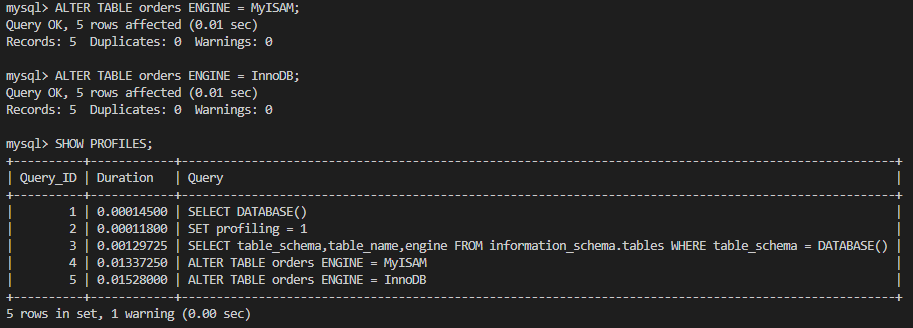 mysql> ALTER TABLE orders ENGINE = MyISAM;
Query OK, 5 rows affected (0.01 sec)
Records: 5  Duplicates: 0  Warnings: 0

mysql> ALTER TABLE orders ENGINE = InnoDB;
Query OK, 5 rows affected (0.01 sec)
Records: 5  Duplicates: 0  Warnings: 0

mysql> SHOW PROFILES;
+----------+------------+----------------------------------------------------------------------------------------------+
| Query_ID | Duration   | Query                                                                                        |
+----------+------------+----------------------------------------------------------------------------------------------+
|        1 | 0.00014500 | SELECT DATABASE()                                                                            |
|        2 | 0.00011800 | SET profiling = 1                                                                            |
|        3 | 0.00129725 | SELECT table_schema,table_name,engine FROM information_schema.tables WHERE table_schema = DATABASE() |
|        4 | 0.01337250 | ALTER TABLE orders ENGINE = MyISAM                                                           |
|        5 | 0.01528000 | ALTER TABLE orders ENGINE = InnoDB                                                           |
+----------+------------+----------------------------------------------------------------------------------------------+
5 rows in set, 1 warning (0.00 sec)